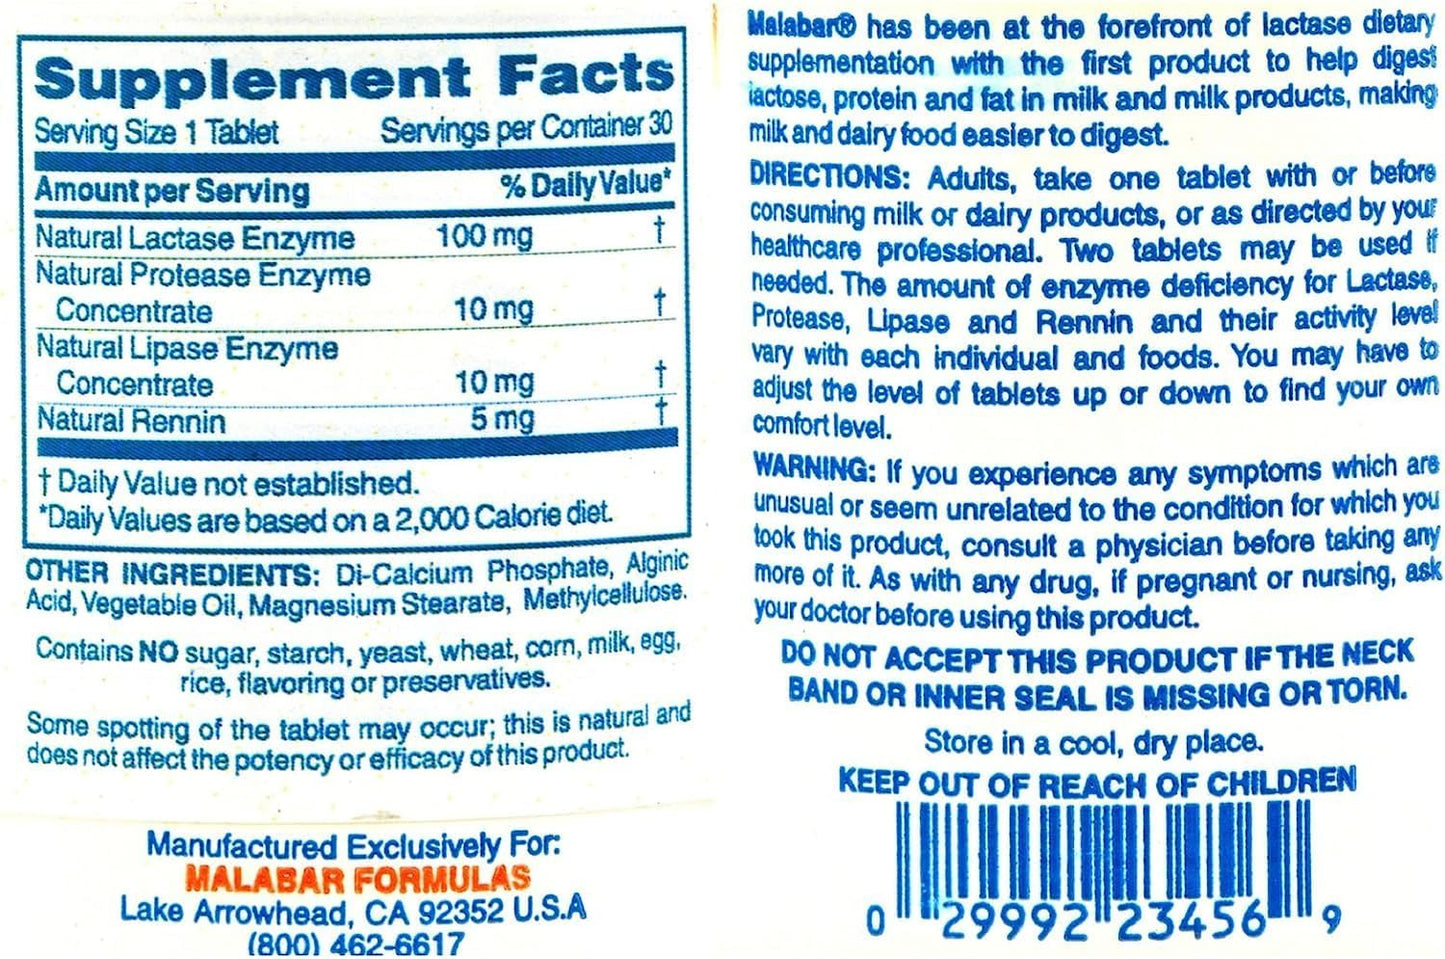 Supplement Facts
Serving Size 1 Tablet Servings per Container 30
Amount per Serving % Daily Value*
Natural Lactase Enzyme 100 mg †
Natural Protease Enzyme
Concentrate 10 mg †
Natural Lipase Enzyme
Concentrate 10 mg †
Natural Rennin 5 mg †
† Daily Value not established.
*Daily Values are based on a 2,000 Calorie diet.
OTHER INGREDIENTS: Di-Calcium Phosphate, Alginic
Acid, Vegetable Oil, Magnesium Stearate, Methylcellulose.
Contains NO sugar, starch, yeast, wheat, corn, milk, egg,
rice, flavoring or preservatives.
Some spotting of the tablet may occur; this is natural and
does not affect the potency or efficacy of this product.
Manufactured Exclusively For:
MALABAR FORMULAS
Lake Arrowhead, CA 92352 U.S.A
(800) 462-6617
Malabar® has been at the forefront of lactase dietary
supplementation with the first product to help digest
lactose, protein and fat in milk and milk products, making
milk and dairy food easier to digest.
DIRECTIONS: Adults, take one tablet with or before
consuming milk or dairy products, or as directed by your
healthcare professional. Two tablets may be used if
needed. The amount of enzyme deficiency for Lactase,
Protease, Lipase and Rennin and their activity level
vary with each individual and foods. You may have to
adjust the level of tablets up or down to find your own
comfort level.
WARNING: If you experience any symptoms which are
unusual or seem unrelated to the condition for which you
took this product, consult a physician before taking any
more of it. As with any drug, if pregnant or nursing, ask
your doctor before using this product.
DO NOT ACCEPT THIS PRODUCT IF THE NECK
BAND OR INNER SEAL IS MISSING OR TORN.
Store in a cool, dry place.
KEEP OUT OF REACH OF CHILDREN
0 29992 23456 9